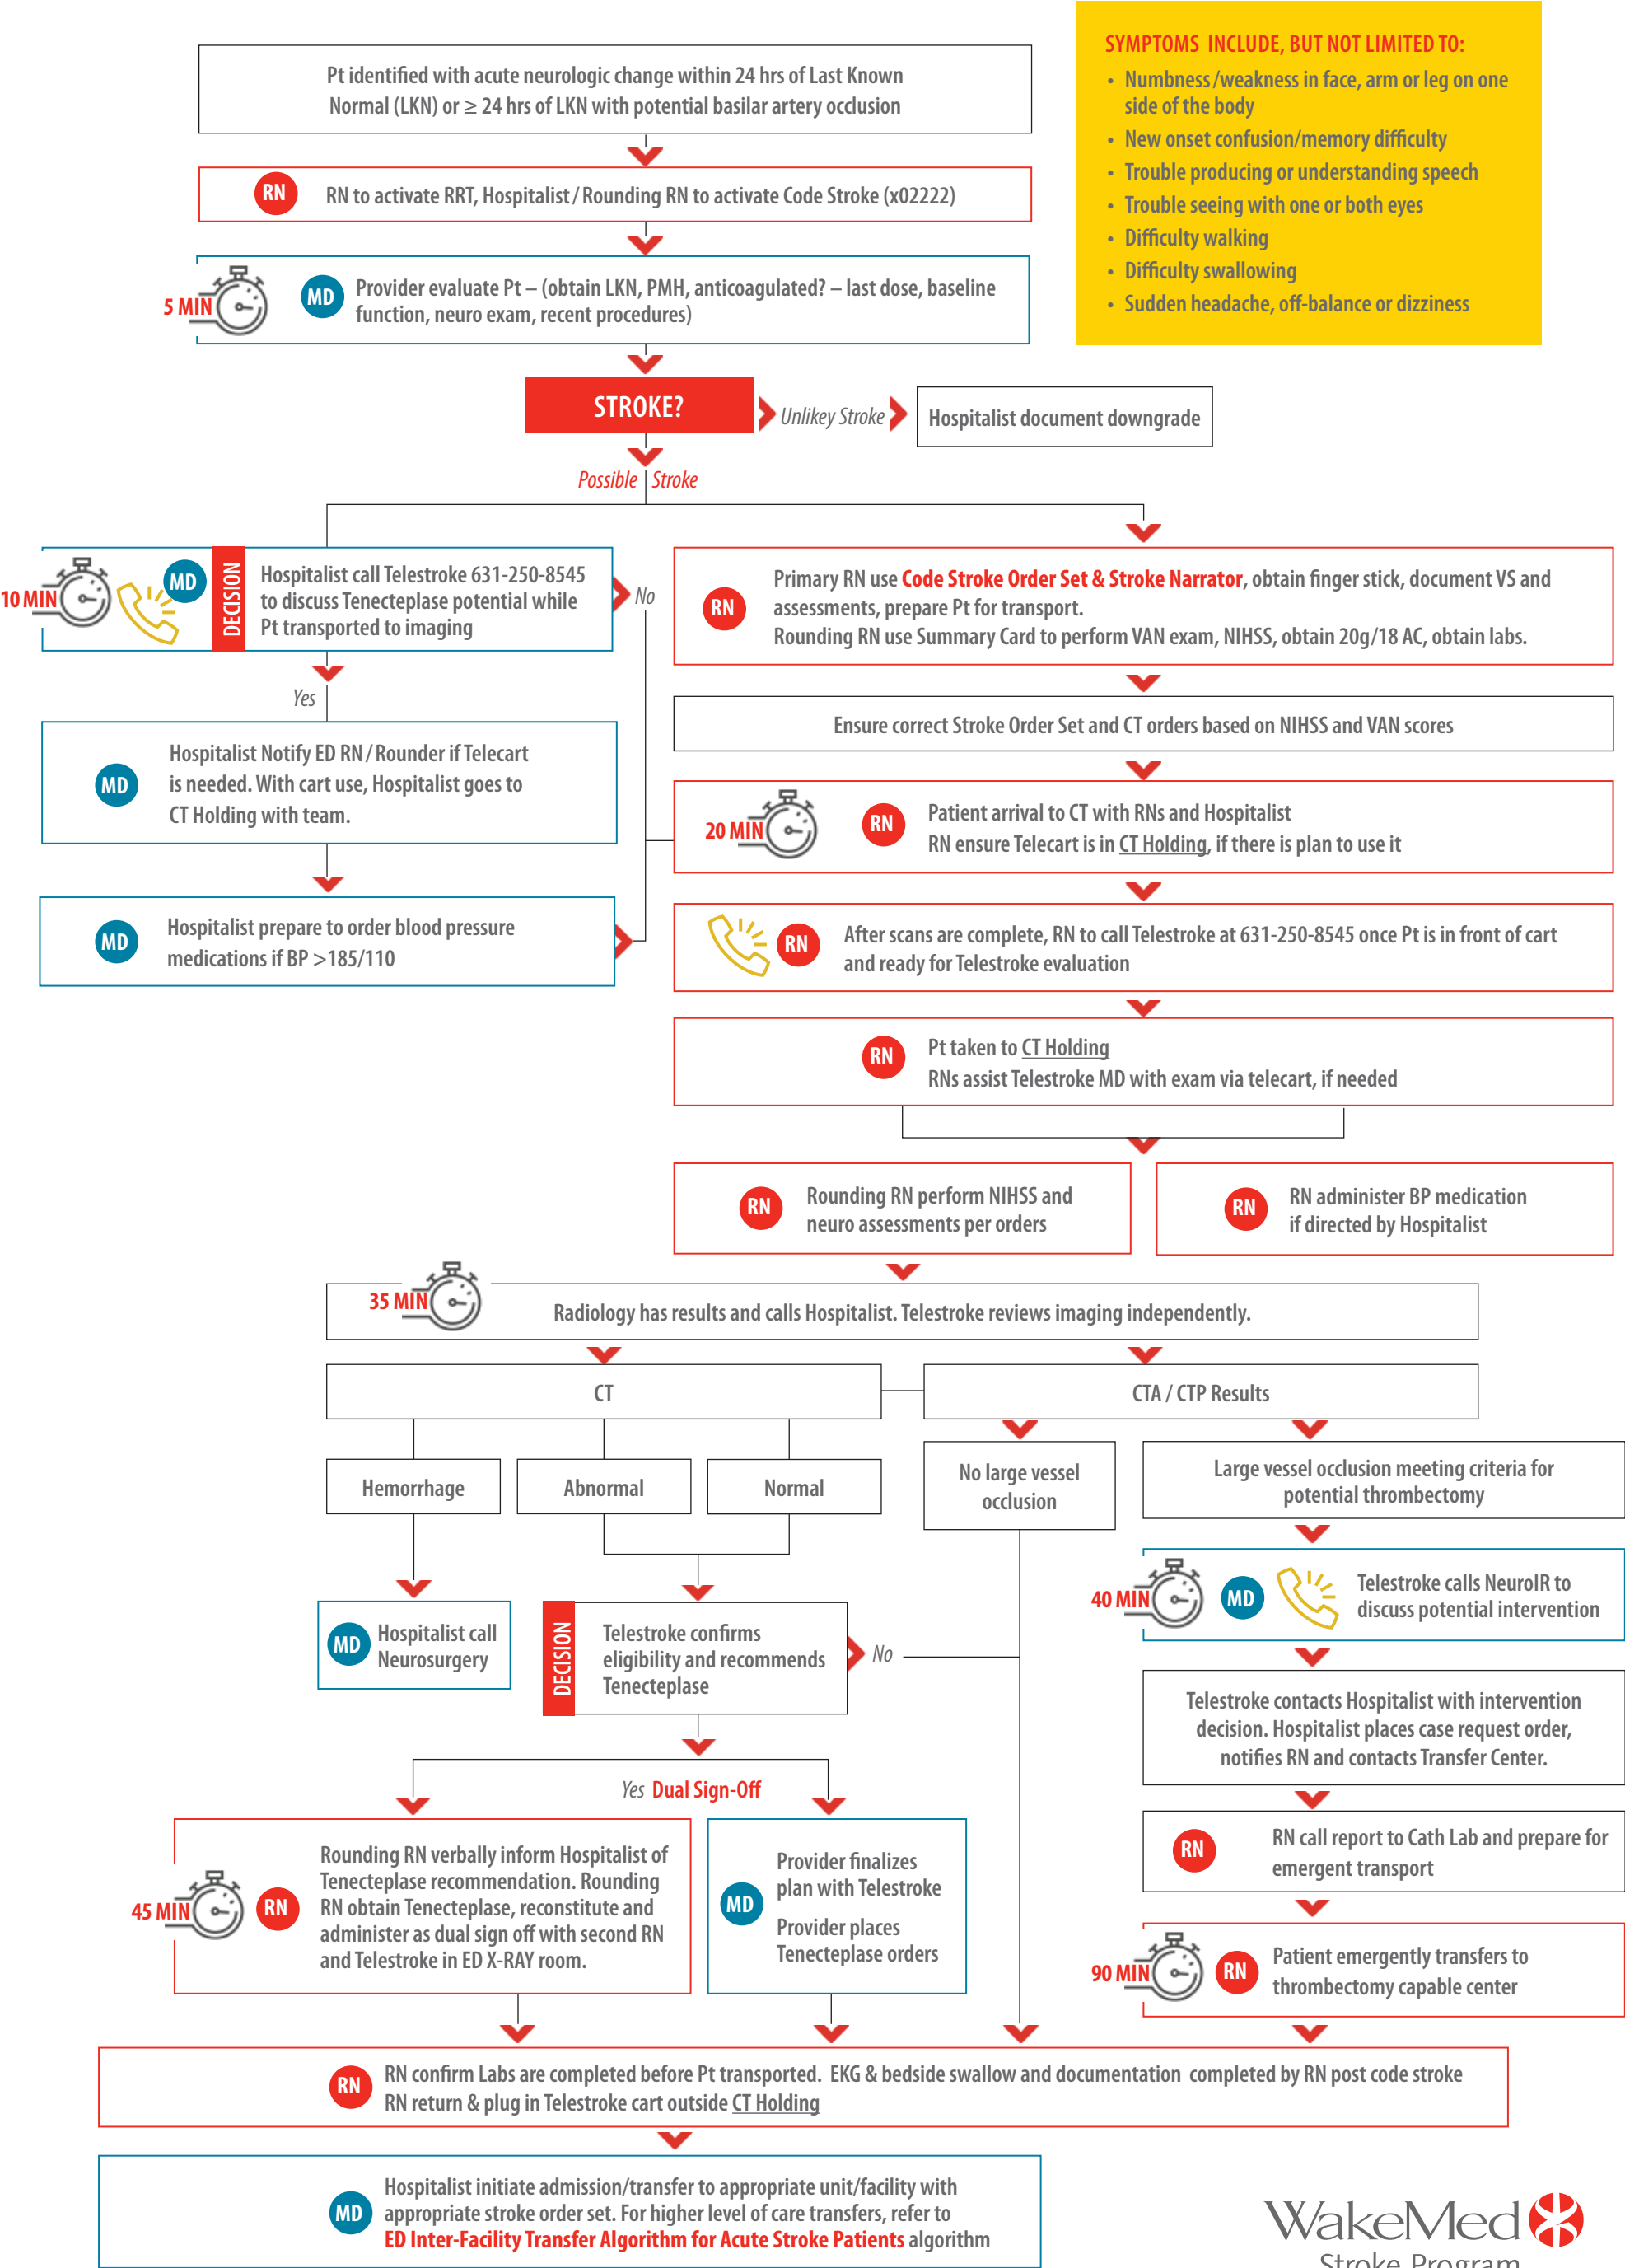 SYMPTOMS INCLUDE, BUT NOT LIMITED TO:
• Numbness/weakness in face, arm or leg on one
side of the body
• New onset confusion/memory difficulty
• Trouble producing or understanding speech
• Trouble seeing with one or both eyes
• Difficulty walking
• Difficulty swallowing
• Sudden headache, off-balance or dizziness
Pt identified with acute neurologic change within 24 hrs of Last Known
Normal (LKN) or ≥ 24 hrs of LKN with potential basilar artery occlusion
RN
RN to activate RRT, Hospitalist/Rounding RN to activate Code Stroke (x02222)
5 MIN
MD
Provider evaluate Pt – (obtain LKN, PMH, anticoagulated? – last dose, baseline
function, neuro exam, recent procedures)
STROKE?
Unlikey Stroke
Hospitalist document downgrade
Possible Stroke
10 MIN
MD
DECISION
Hospitalist call Telestroke 631-250-8545
to discuss Tenecteplase potential while
Pt transported to imaging
No
Yes
MD
Hospitalist Notify ED RN/Rounder if Telecart
is needed. With cart use, Hospitalist goes to
CT Holding with team.
MD
Hospitalist prepare to order blood pressure
medications if BP >185/110
RN
Primary RN use Code Stroke Order Set & Stroke Narrator, obtain finger stick, document VS and
assessments, prepare Pt for transport.
Rounding RN use Summary Card to perform VAN exam, NIHSS, obtain 20g/18 AC, obtain labs.
Ensure correct Stroke Order Set and CT orders based on NIHSS and VAN scores
20 MIN
RN
Patient arrival to CT with RNs and Hospitalist
RN ensure Telecart is in CT Holding, if there is plan to use it
RN
After scans are complete, RN to call Telestroke at 631-250-8545 once Pt is in front of cart
and ready for Telestroke evaluation
RN
Pt taken to CT Holding
RNs assist Telestroke MD with exam via telecart, if needed
RN
Rounding RN perform NIHSS and
neuro assessments per orders
RN
RN administer BP medication
if directed by Hospitalist
35 MIN
Radiology has results and calls Hospitalist. Telestroke reviews imaging independently.
CT
CTA / CTP Results
Hemorrhage
Abnormal
Normal
No large vessel
occlusion
Large vessel occlusion meeting criteria for
potential thrombectomy
MD
Hospitalist call
Neurosurgery
DECISION
Telestroke confirms
eligibility and recommends
Tenecteplase
No
40 MIN
MD
Telestroke calls NeuroIR to
discuss potential intervention
Telestroke contacts Hospitalist with intervention
decision. Hospitalist places case request order,
notifies RN and contacts Transfer Center.
Yes Dual Sign-Off
45 MIN
RN
Rounding RN verbally inform Hospitalist of
Tenecteplase recommendation. Rounding
RN obtain Tenecteplase, reconstitute and
administer as dual sign off with second RN
and Telestroke in ED X-RAY room.
MD
Provider finalizes
plan with Telestroke
Provider places
Tenecteplase orders
RN
RN call report to Cath Lab and prepare for
emergent transport
90 MIN
RN
Patient emergently transfers to
thrombectomy capable center
RN
RN confirm Labs are completed before Pt transported. EKG & bedside swallow and documentation completed by RN post code stroke
RN return & plug in Telestroke cart outside CT Holding
MD
Hospitalist initiate admission/transfer to appropriate unit/facility with
appropriate stroke order set. For higher level of care transfers, refer to
ED Inter-Facility Transfer Algorithm for Acute Stroke Patients algorithm
WakeMed
Stroke Program